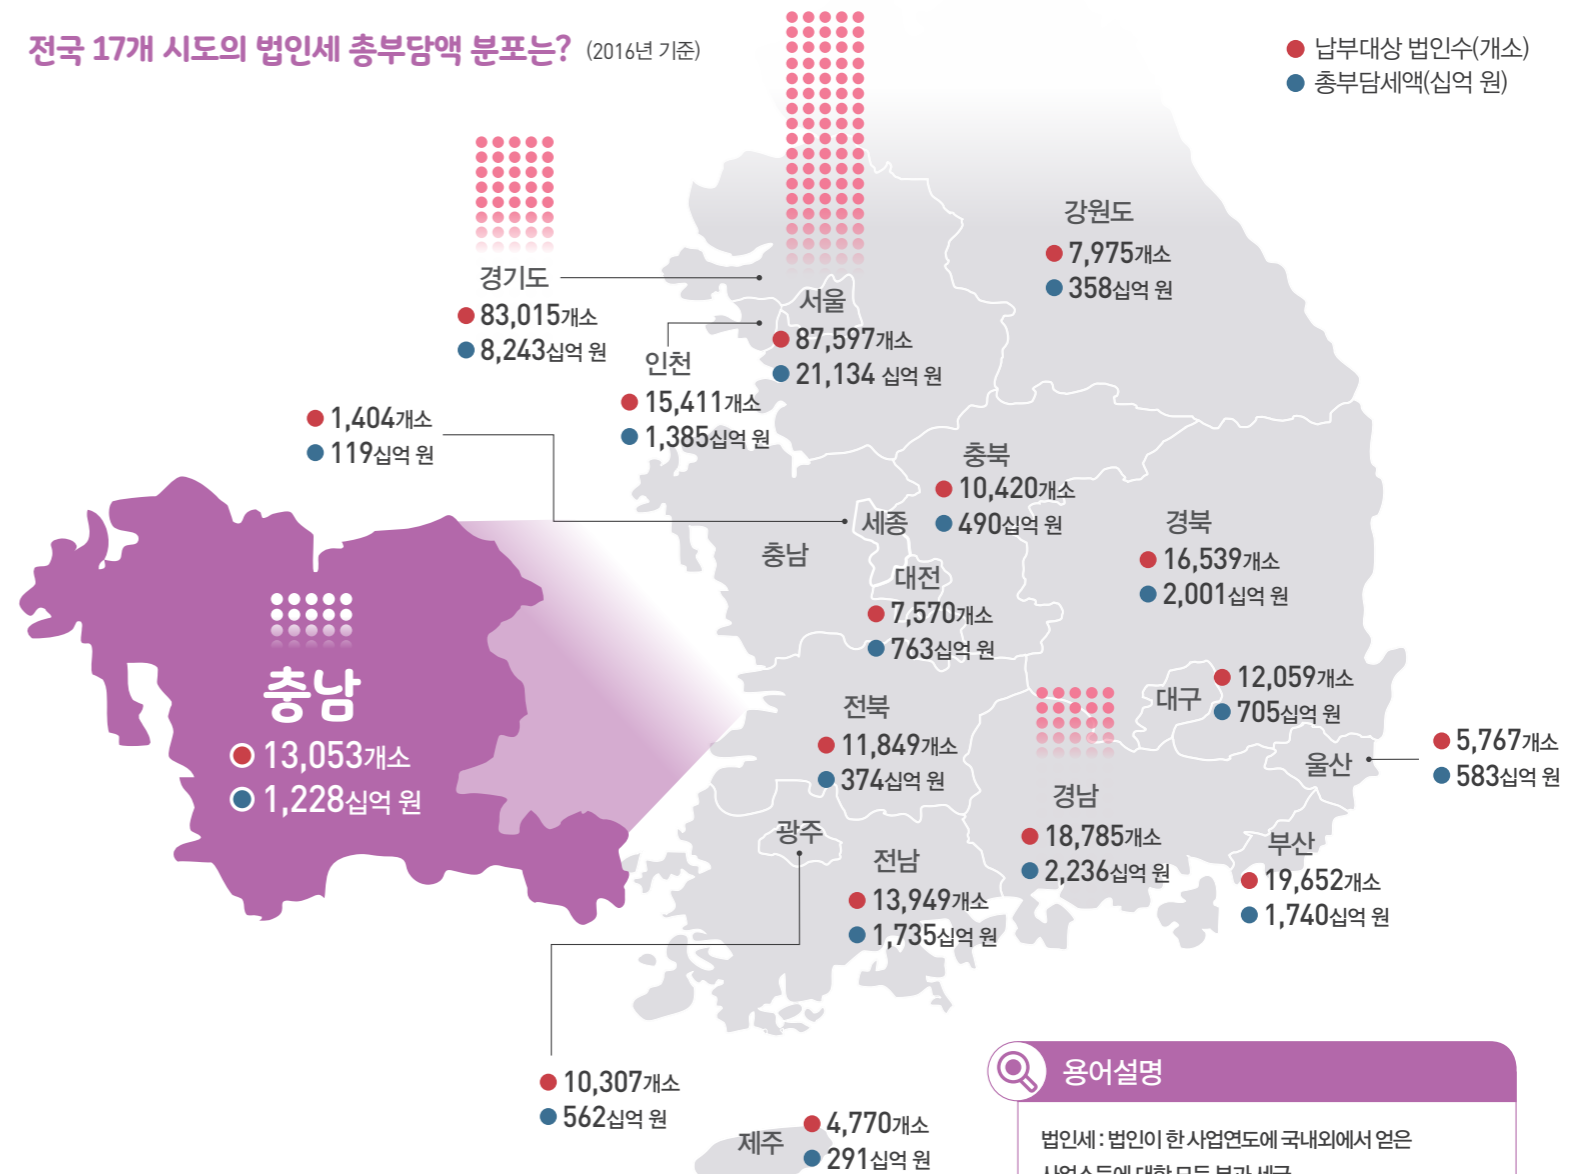 전국 17개 시도의 법인세 총부담액 분포는? (2016년 기준)
납부대상 법인수(개소)
총부담세액(십억 원)
강원도
7,975개소
358십억 원
경기도
83,015개소
8,243십억 원
서울
87,597개소
21,134 십억 원
인천
15,411개소
1,385십억 원
1,404개소
119십억 원
세종
충북
10,420개소
490십억 원
경북
16,539개소
2,001십억 원
충남
대전
7,570개소
763십억 원
충남
13,053개소
1,228십억 원
대구
12,059개소
705십억 원
전북
11,849개소
374십억 원
울산
5,767개소
583십억 원
경남
18,785개소
2,236십억 원
부산
19,652개소
1,740십억 원
광주
전남
13,949개소
1,735십억 원
10,307개소
562십억 원
제주
4,770개소
291십억 원
용어설명
법인세 : 법인이 한 사업연도에 국내외에서 얻은